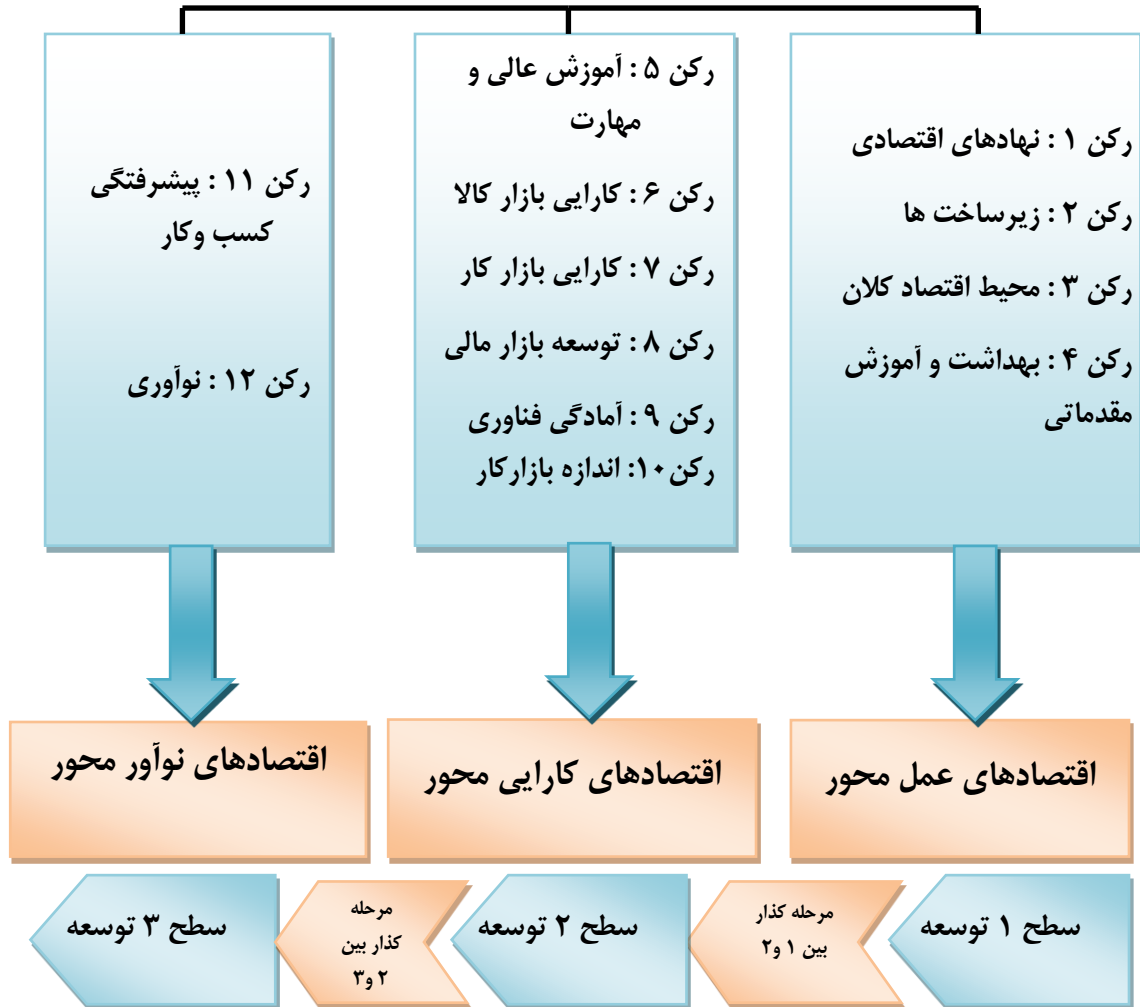 رکن ۱ : نهادهای اقتصادی
رکن ۲ : زیرساخت ها
رکن ۳ : محیط اقتصاد کلان
رکن ۴ : بهداشت و آموزش
مقدماتی
رکن ۵ : آموزش عالی و
مهارت
رکن ۶ : کارایی بازار کالا
رکن ۷ : کارایی بازار کار
رکن ۸ : توسعه بازار مالی
رکن ۹ : آمادگی فناوری
رکن۱۰: اندازه بازارکار
رکن ۱۱ : پیشرفتگی
کسب وکار
رکن ۱۲ : نوآوری
اقتصادهای عمل محور
اقتصادهای کارایی محور
اقتصادهای نوآور محور
سطح ۱ توسعه
مرحله کذار
بین ۱ و۲
سطح ۲ توسعه
مرحله
کذار بین
۲ و۳
سطح ۳ توسعه